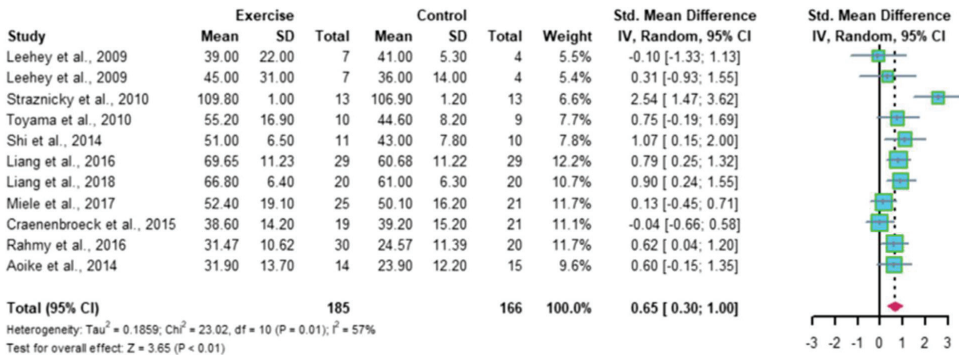 Exercise Control Std. Mean Difference Std. Mean Difference
Study Mean SD Total Mean SD Total Weight IV, Random, 95% CI IV, Random, 95% CI
Leehey et al., 2009 39.00 22.00 7 41.00 5.30 4 5.5% -0.10 [-1.33; 1.13]
Leehey et al., 2009 45.00 31.00 7 36.00 14.00 4 5.4% 0.31 [-0.93; 1.55]
Straznicky et al., 2010 109.80 1.00 13 106.90 1.20 13 6.6% 2.54 [ 1.47; 3.62]
Toyama et al., 2010 55.20 16.90 10 44.60 8.20 9 7.7% 0.75 [-0.19; 1.69]
Shi et al., 2014 51.00 6.50 11 43.00 7.80 10 7.8% 1.07 [ 0.15; 2.00]
Liang et al., 2016 69.65 11.23 29 60.68 11.22 29 12.2% 0.79 [ 0.25; 1.32]
Liang et al., 2018 66.80 6.40 20 61.00 6.30 20 10.7% 0.90 [ 0.24; 1.55]
Miele et al., 2017 52.40 19.10 25 50.10 16.20 21 11.7% 0.13 [-0.45; 0.71]
Craenenbroeck et al., 2015 38.60 14.20 19 39.20 15.20 21 11.1% -0.04 [-0.66; 0.58]
Rahmy et al., 2016 31.47 10.62 30 24.57 11.39 20 11.7% 0.62 [ 0.04; 1.20]
Aoike et al., 2014 31.90 13.70 14 23.90 12.20 15 9.6% 0.60 [-0.15; 1.35]
Total (95% CI) 185 166 100.0% 0.65 [ 0.30; 1.00]
Heterogeneity: Tau² = 0.1859; Chi² = 23.02, df = 10 (P = 0.01); I² = 57%
Test for overall effect: Z = 3.65 (P < 0.01)
-3 -2 -1 0 1 2 3